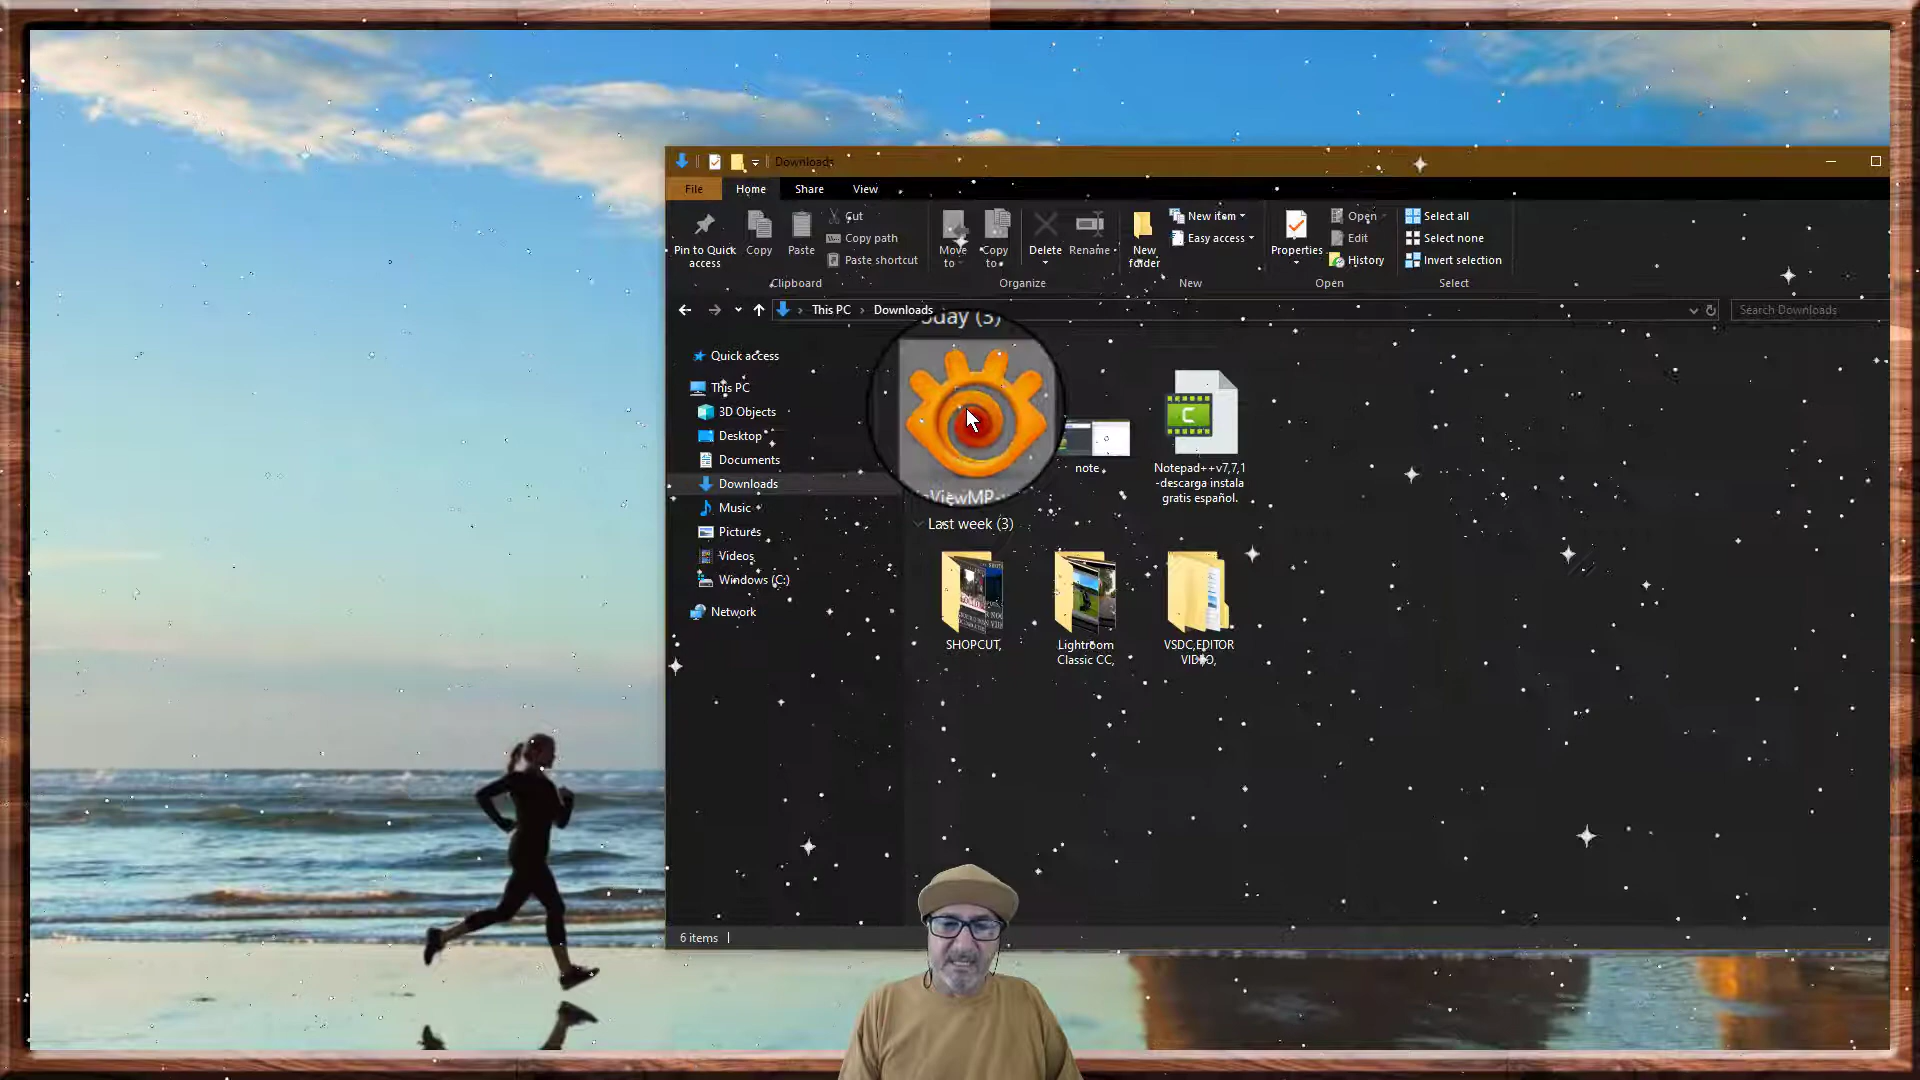 Downloads
File Home Share View
Pin to Quick access
Copy
Paste
Cut
Copy path
Paste shortcut
Clipboard
Move to
Copy to
Delete
Rename
Organize
New folder
New item
Easy access
New
Properties
Open
Edit
History
Open
Select all
Select none
Invert selection
Select
This PC > Downloads
Search Downloads
Quick access
This PC
3D Objects
Desktop
Documents
Downloads
Music
Pictures
Videos
Windows (C:)
Network
oday (3)
ViewMP-
note
Notepad++v7,7,1
-descarga instala
gratis español.
Last week (3)
SHOPCUT,
Lightroom
Classic CC,
VSDC,EDITOR
VIDEO,
6 items